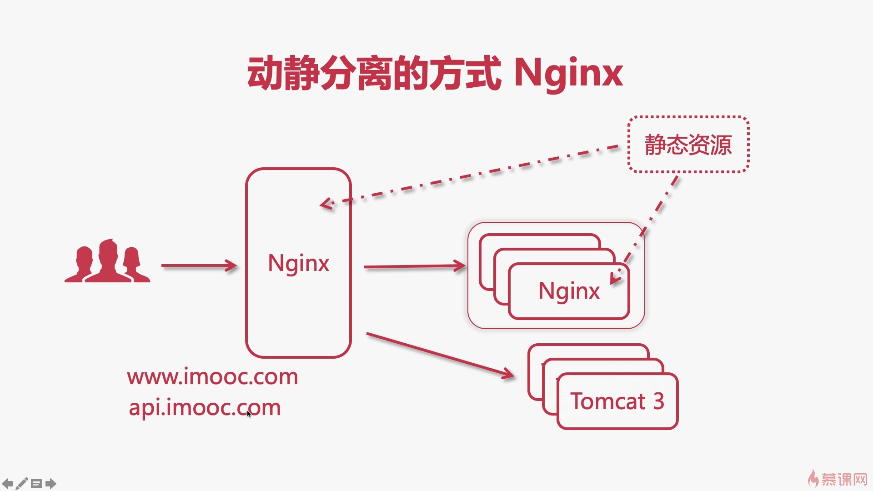 动静分离的方式 Nginx
静态资源
Nginx
Nginx
Tomcat 3
www.imooc.com
api.imooc.com
慕课网